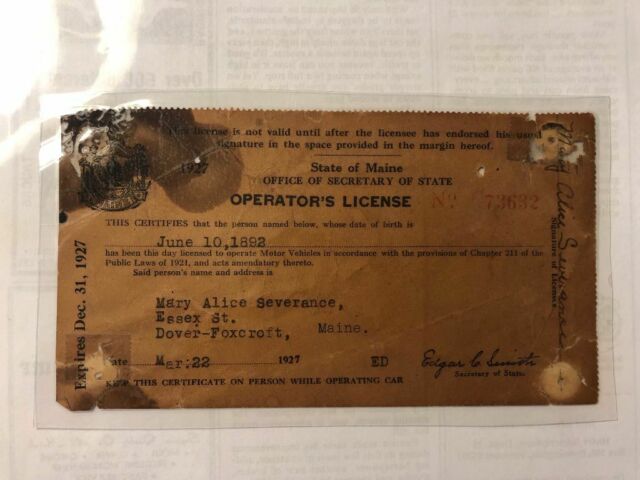 This license is not valid until after the licensee has endorsed his usual
signature in the space provided in the margin hereof.
1927
State of Maine
OFFICE OF SECRETARY OF STATE
OPERATOR'S LICENSE
No 73632
THIS CERTIFIES that the person named below, whose date of birth is
June 10,1892
has been this day licensed to operate Motor Vehicles in accordance with the provisions of Chapter 211 of the
Public Laws of 1921, and acts amendatory thereto.
Said person's name and address is
Mary Alice Severance,
Essex St.
Dover-Foxcroft, Maine.
Date Mar.22 1927 ED
Edgar C Smith
Secretary of State.
KEEP THIS CERTIFICATE ON PERSON WHILE OPERATING CAR
Expires Dec. 31, 1927
Mary Alice Severance
Signature of Licensee